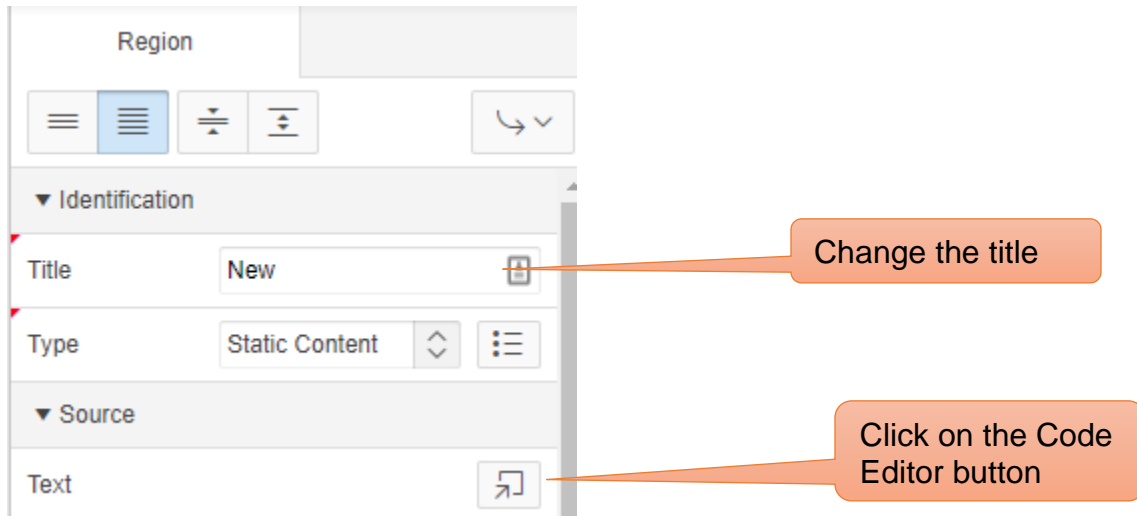 Region
Identification
Title New
Change the title
Type Static Content
Source
Click on the Code
Editor button
Text